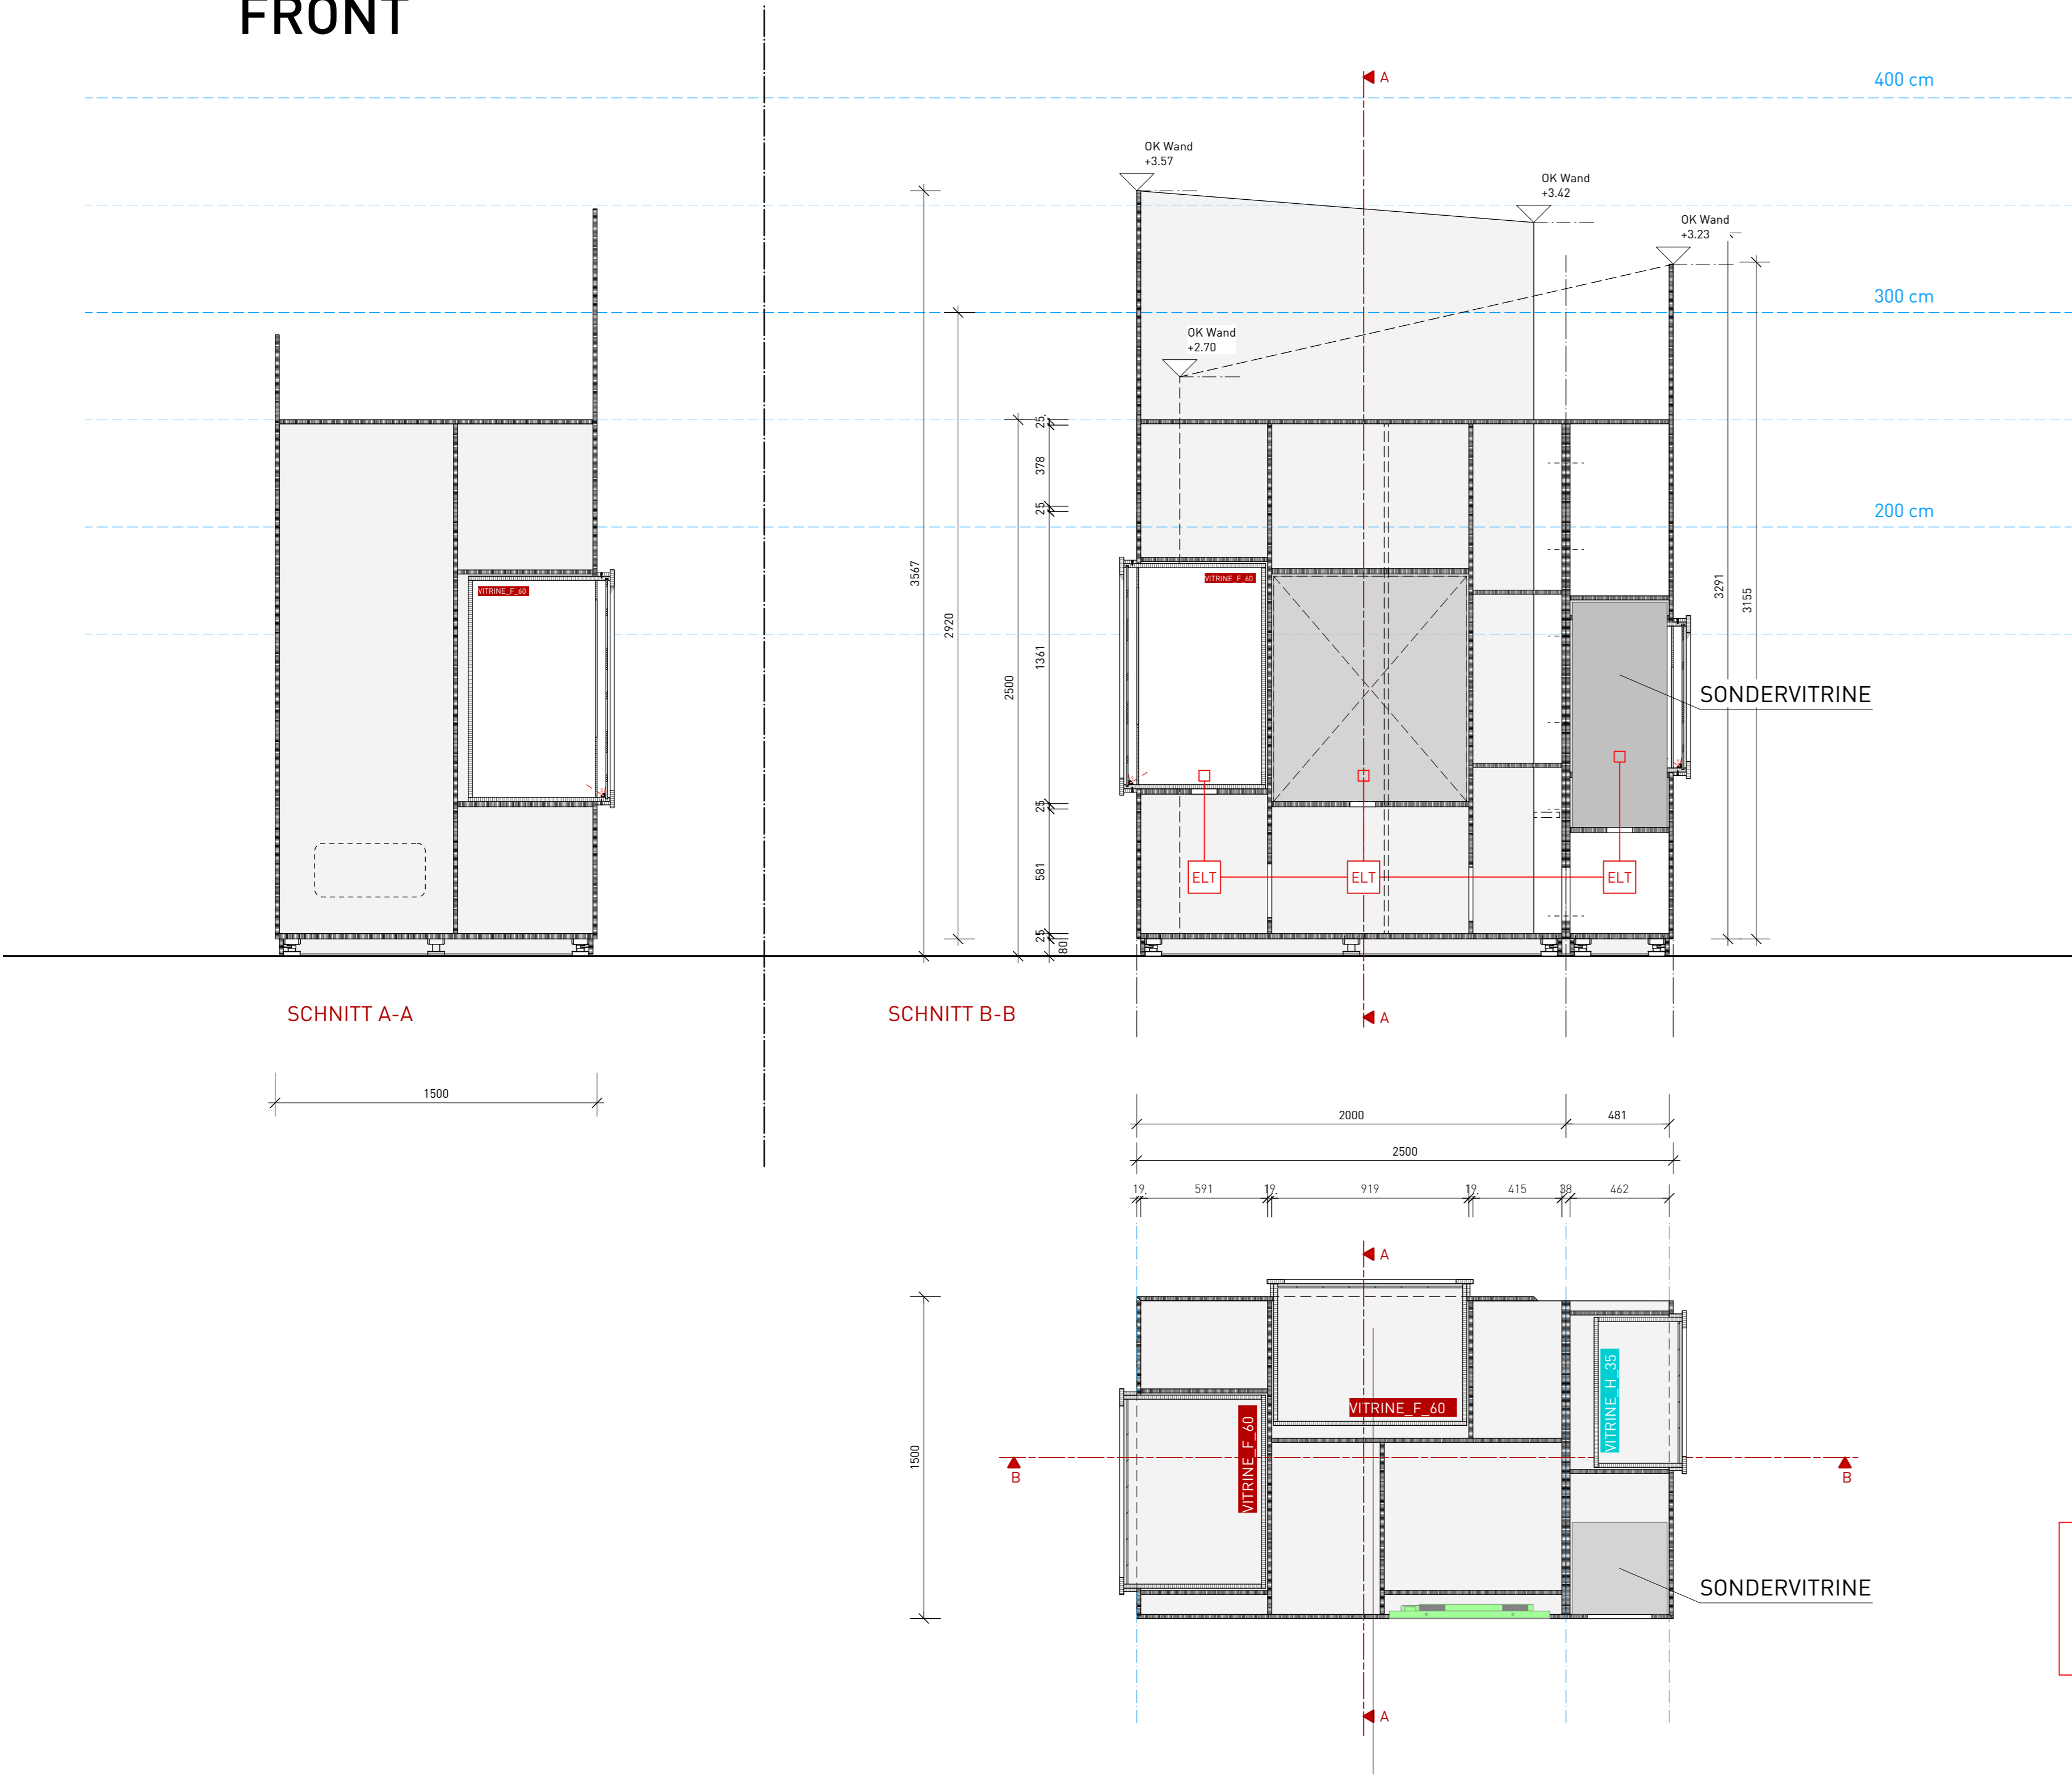 FRONT
400 cm
A
OK Wand
+3.57
OK Wand
+3.42
OK Wand
+3.23
300 cm
OK Wand
+2.70
200 cm
3567
2920
2500
25
378
25
1361
25
581
25
80
3291
3155
VITRINE_F_60
VITRINE_F_60
SONDERVITRINE
ELT
ELT
ELT
SCHNITT A-A
SCHNITT B-B
A
1500
2000
481
2500
19
591
19
919
19
415
38
462
A
1500
VITRINE_F_60
VITRINE_F_60
VITRINE_H_35
B
B
SONDERVITRINE
A